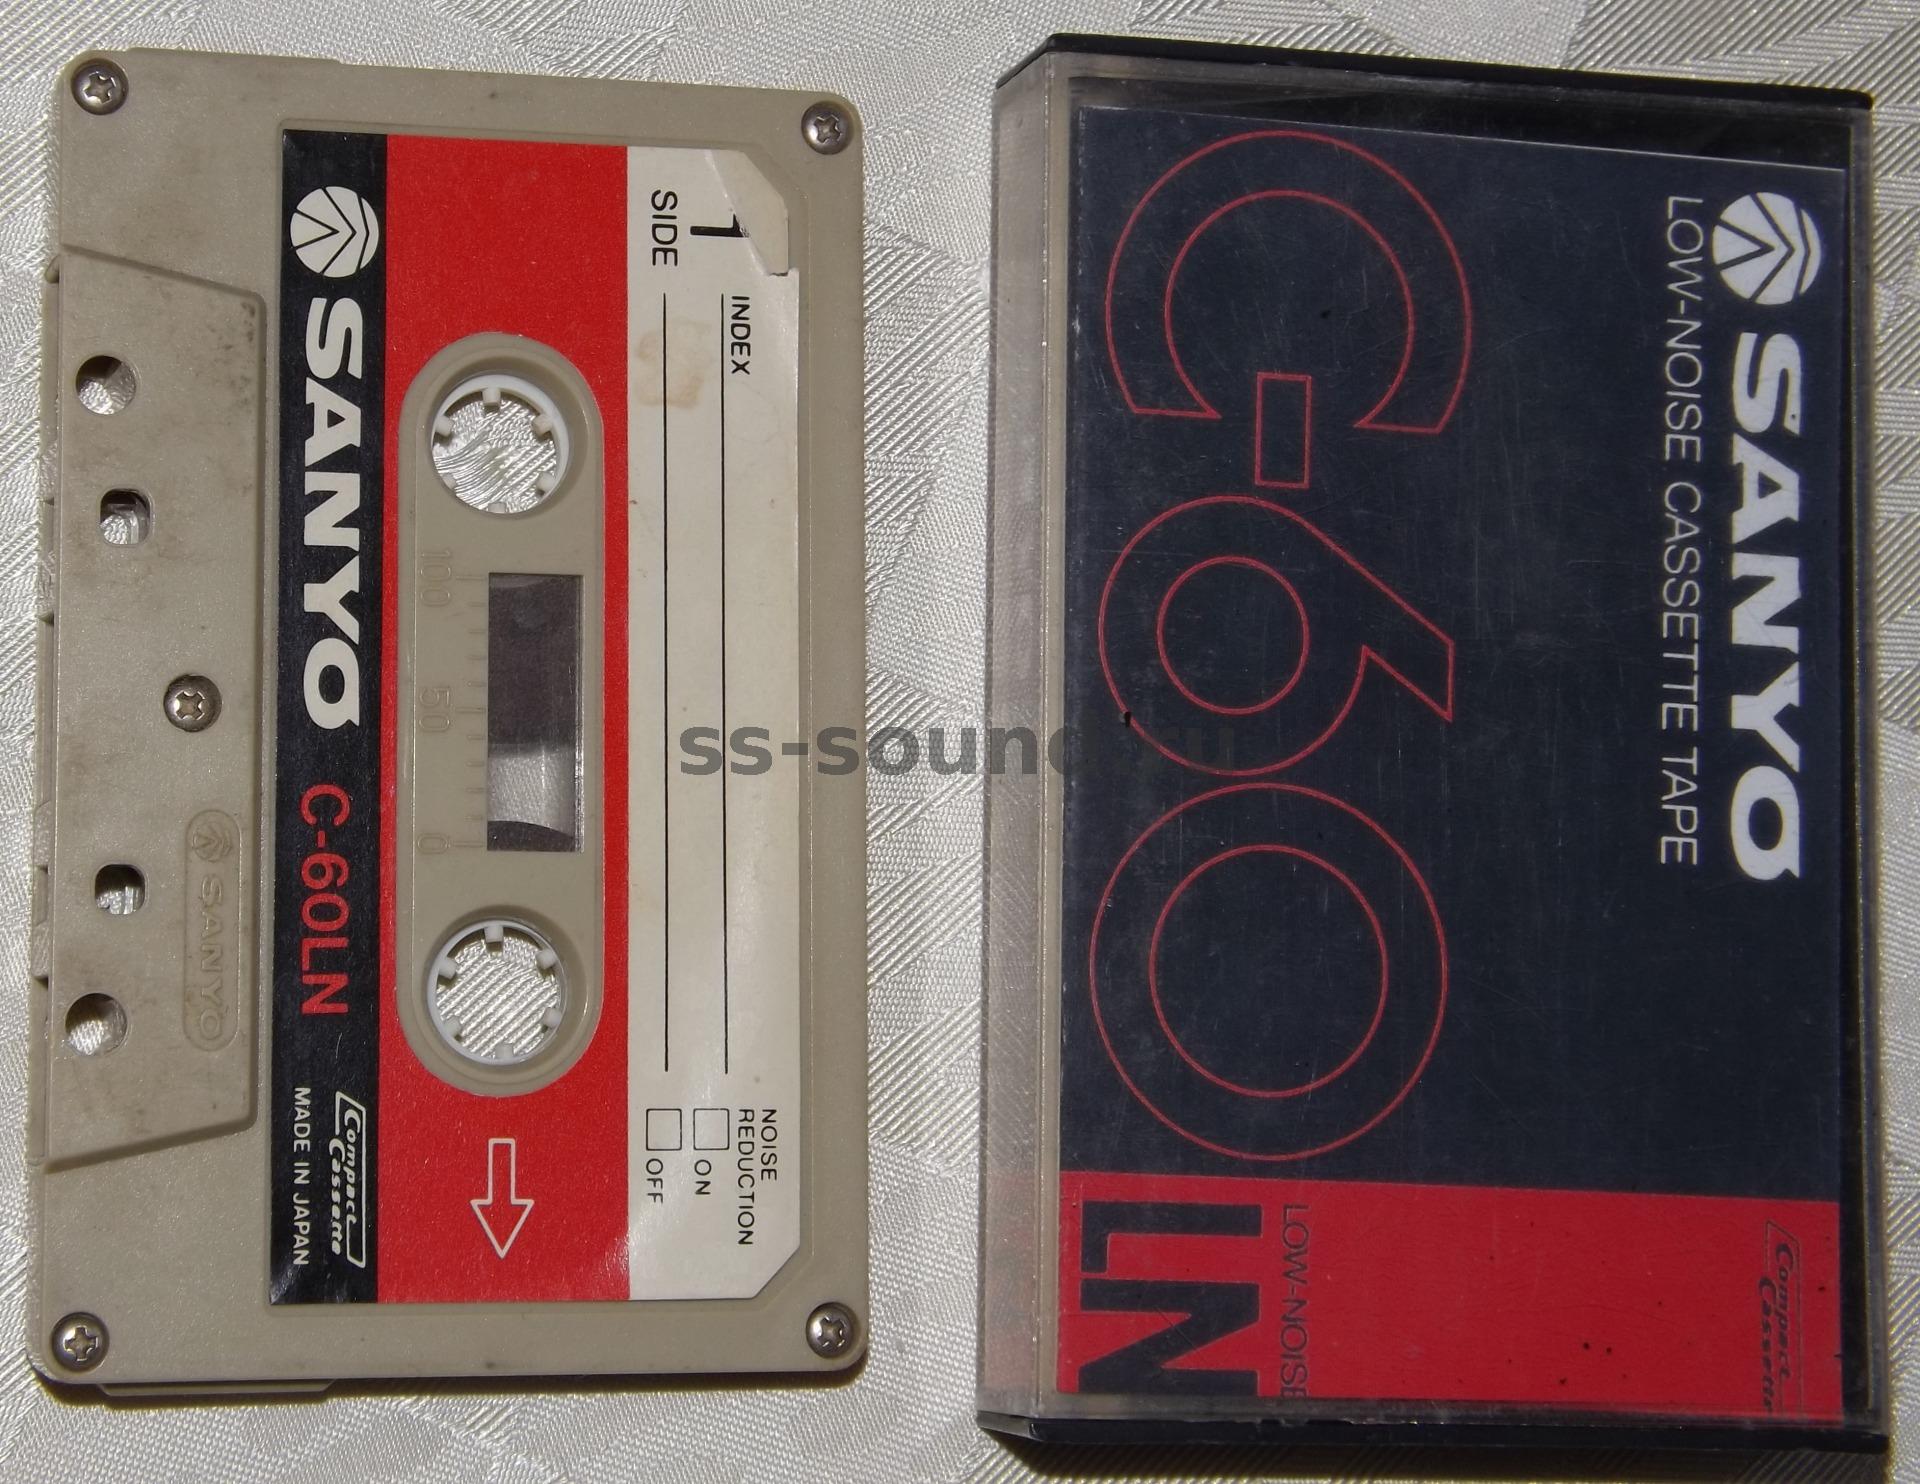 1
SIDE
INDEX
NOISE
REDUCTION
ON
OFF
100 50 0
SANYO C-60LN
Compact
Cassette
MADE IN JAPAN
SANYO
SANYO
LOW-NOISE CASSETTE TAPE
C-60
Compact
Cassette
LOW-NOISE
LN
ss-sound.ru